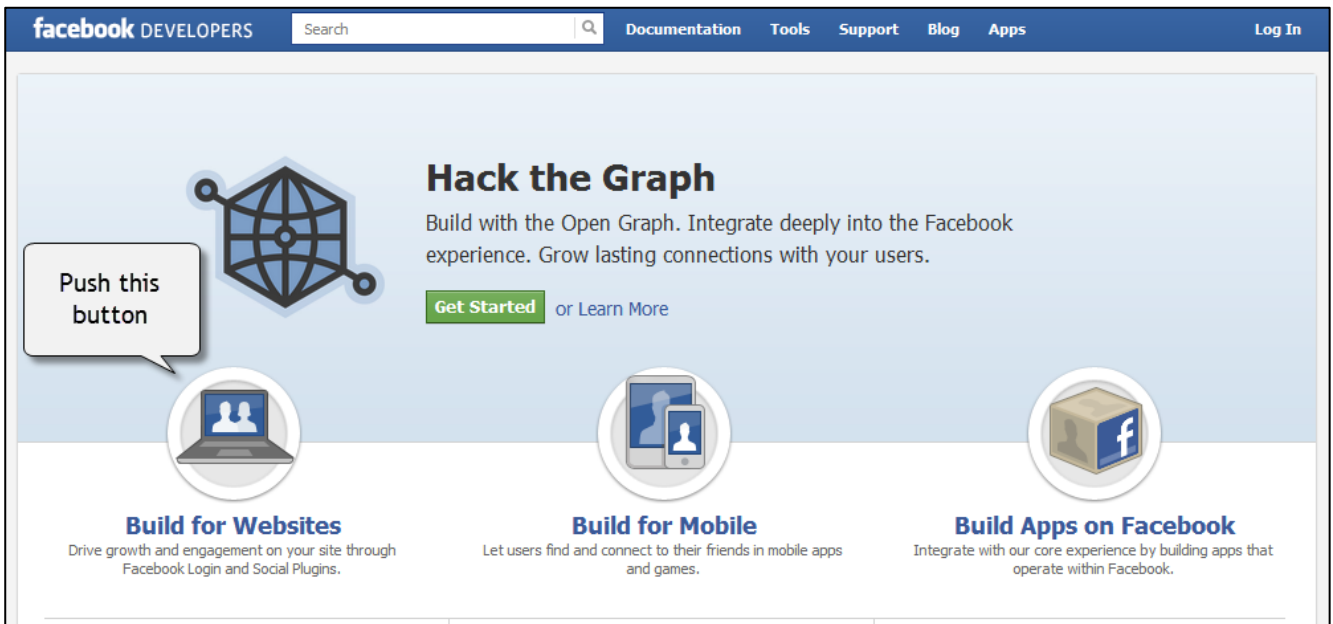 facebook DEVELOPERS Search Documentation Tools Support Blog Apps Log In
Hack the Graph
Build with the Open Graph. Integrate deeply into the Facebook
experience. Grow lasting connections with your users.
Get Started or Learn More
Push this
button
f
Build for Websites
Drive growth and engagement on your site through
Facebook Login and Social Plugins.
Build for Mobile
Let users find and connect to their friends in mobile apps
and games.
Build Apps on Facebook
Integrate with our core experience by building apps that
operate within Facebook.